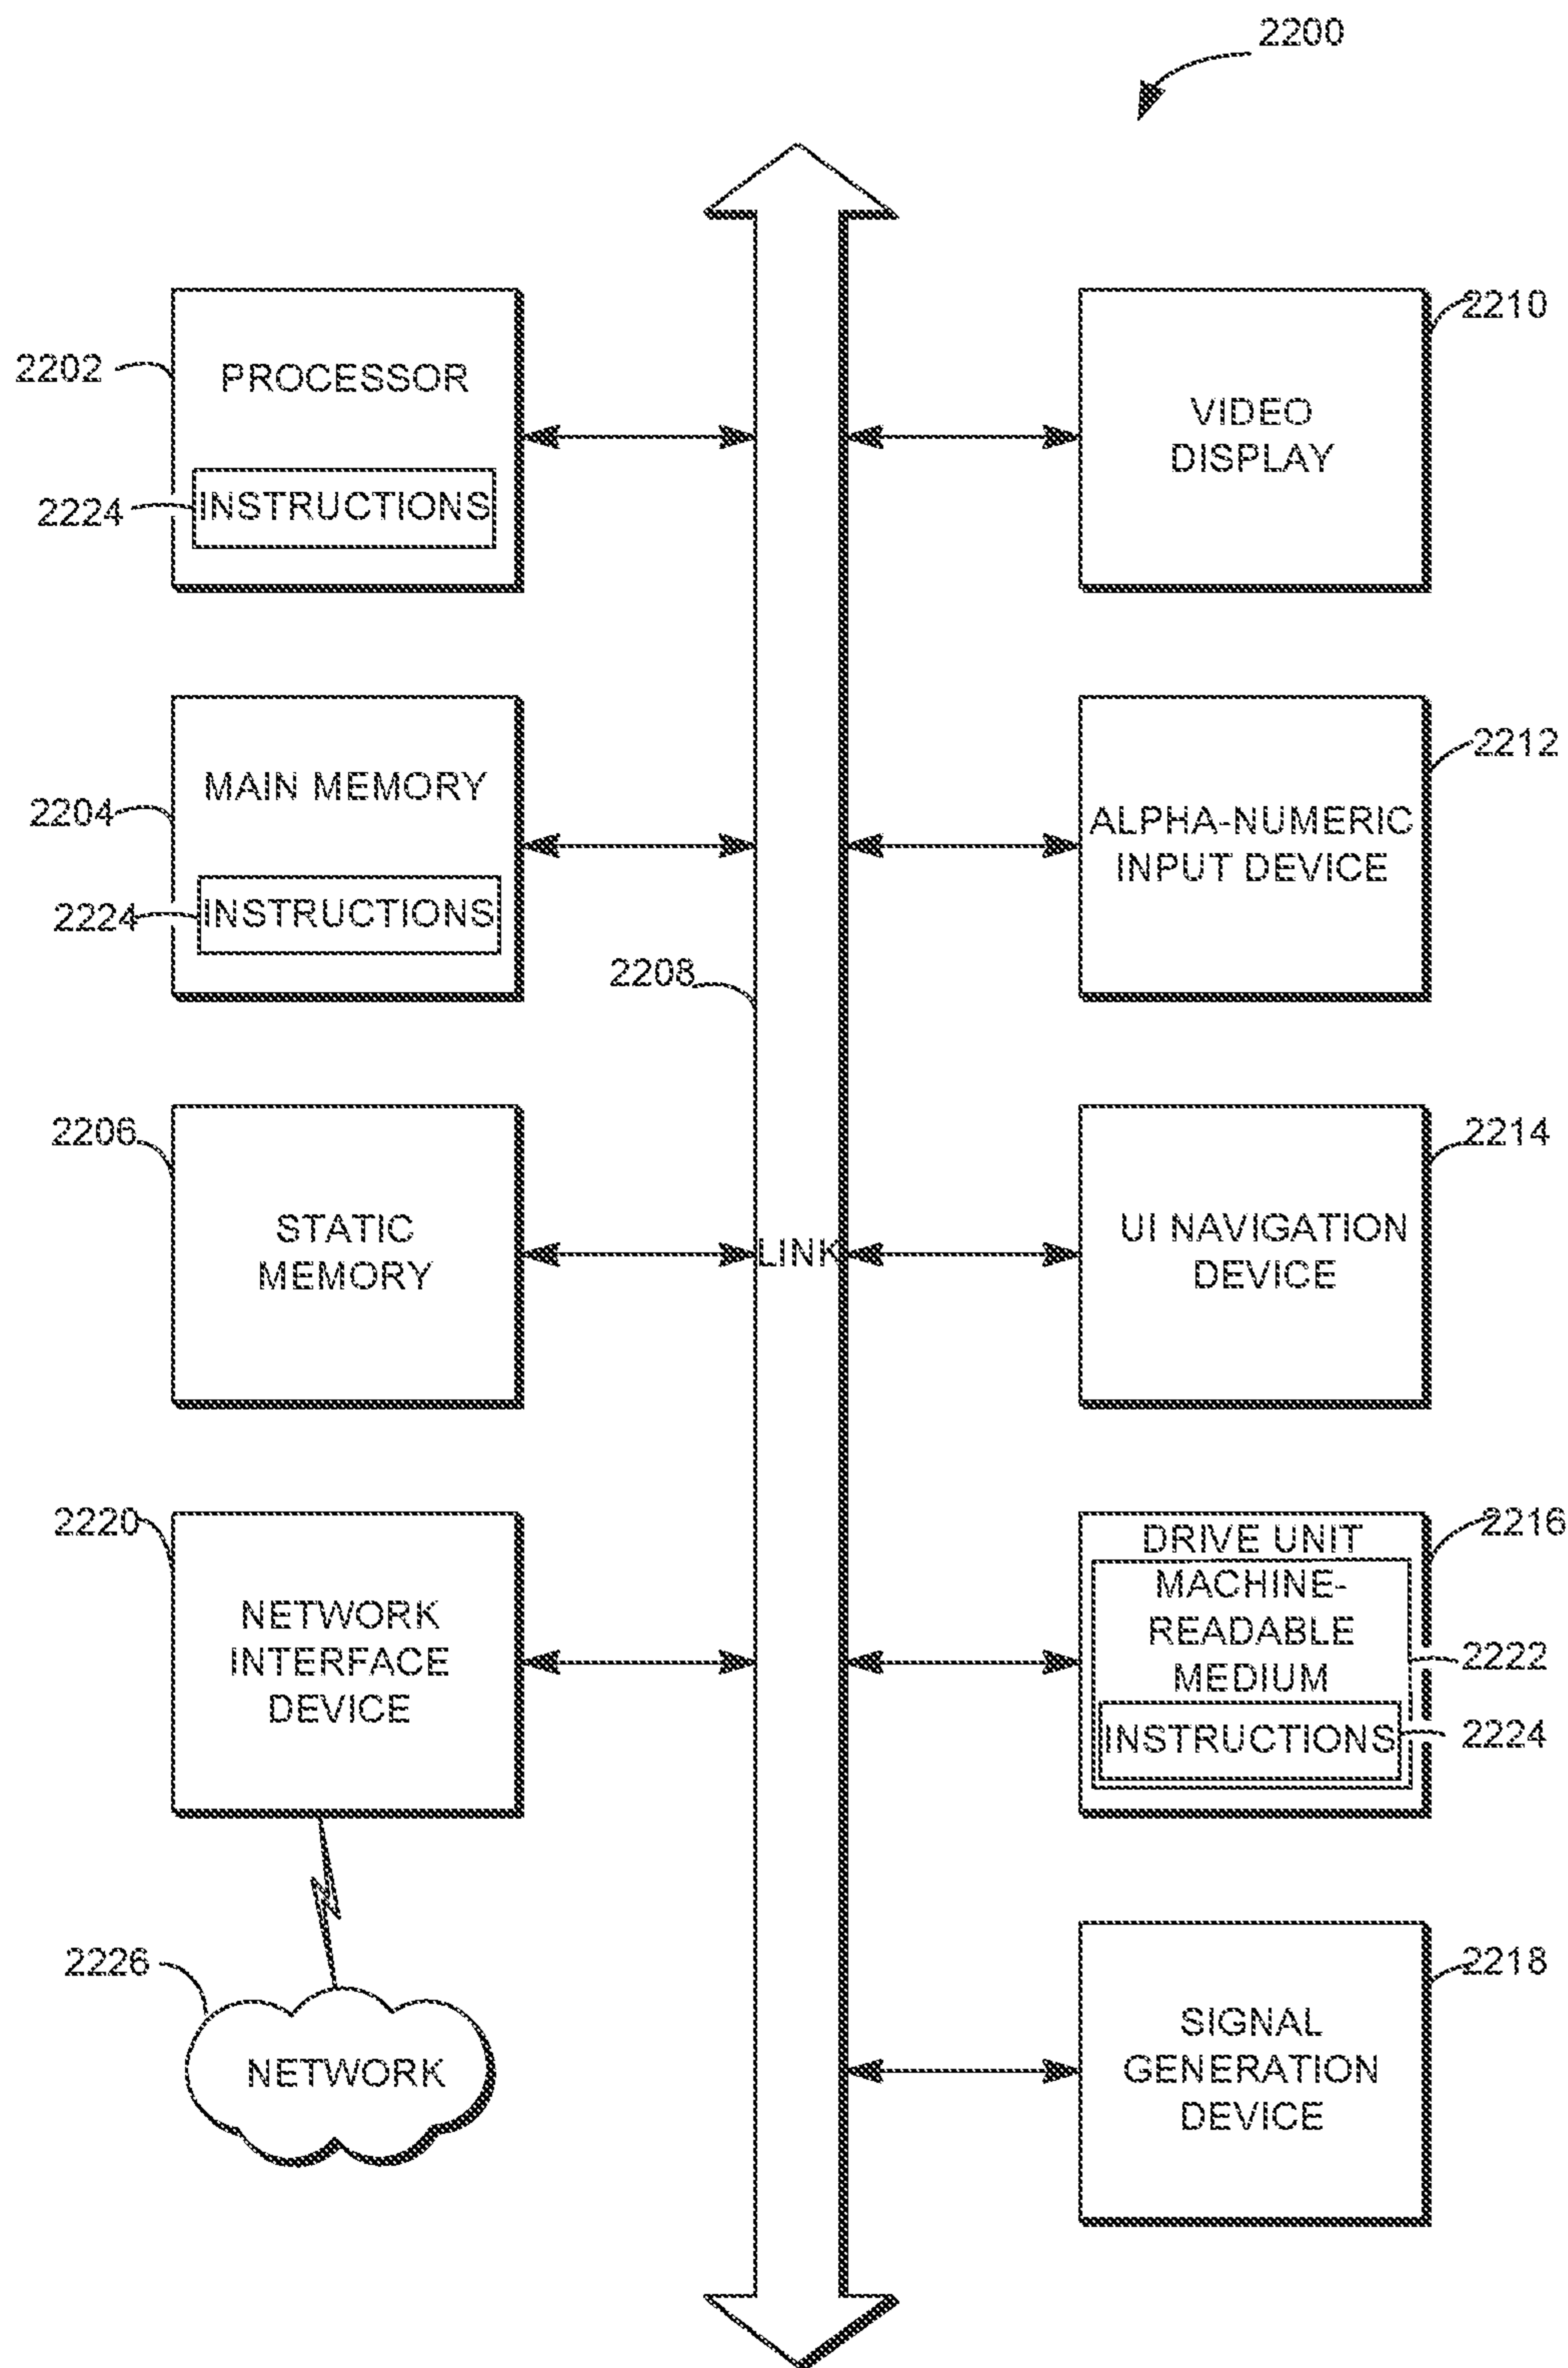 2200
2202
PROCESSOR
2224
INSTRUCTIONS
2210
VIDEO
DISPLAY
2204
MAIN MEMORY
2224
INSTRUCTIONS
2212
ALPHA-NUMERIC
INPUT DEVICE
2208
LINK
2206
STATIC
MEMORY
2214
UI NAVIGATION
DEVICE
2220
NETWORK
INTERFACE
DEVICE
2216
DRIVE UNIT
MACHINE-
READABLE
MEDIUM
2222
INSTRUCTIONS
2224
2226
NETWORK
2218
SIGNAL
GENERATION
DEVICE